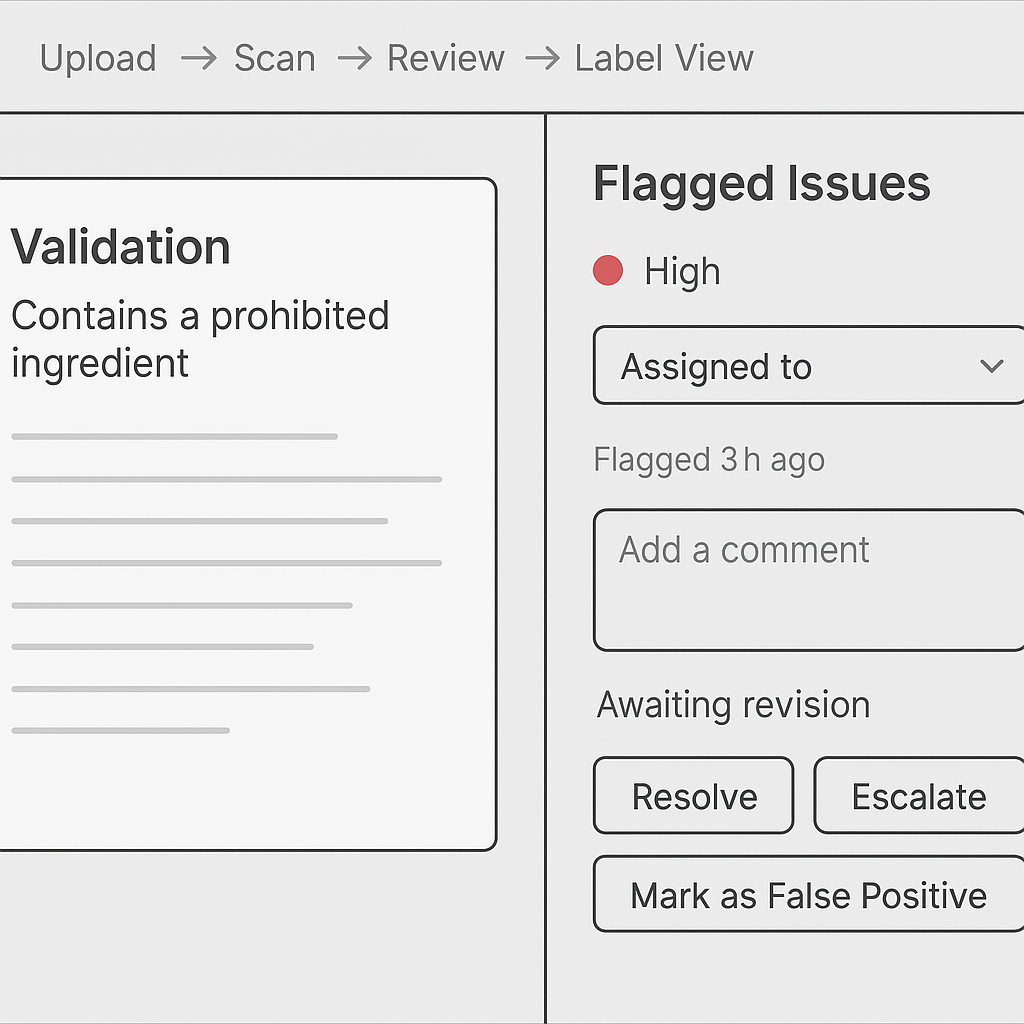 Upload → Scan → Review → Label View
Validation
Contains a prohibited
ingredient
Flagged Issues
High
Assigned to
Flagged 3h ago
Add a comment
Awaiting revision
Resolve
Escalate
Mark as False Positive